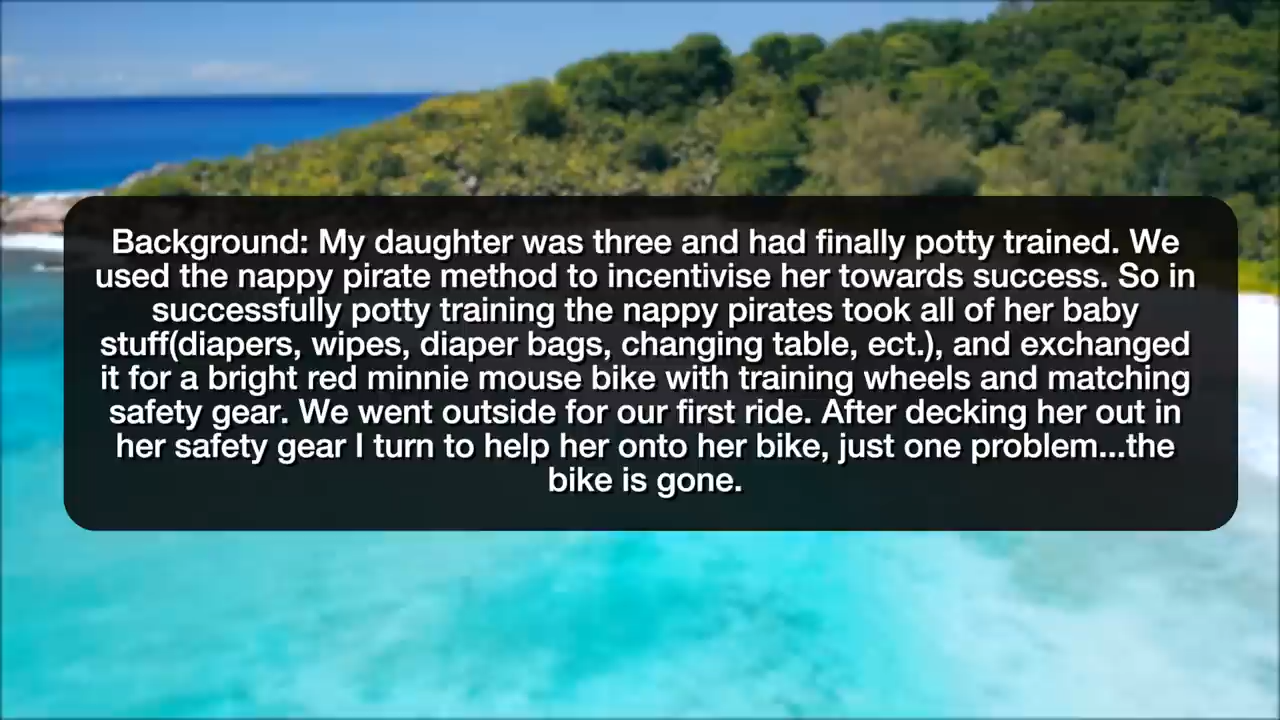 Background: My daughter was three and had finally potty trained. We
used the nappy pirate method to incentivise her towards success. So in
successfully potty training the nappy pirates took all of her baby
stuff(diapers, wipes, diaper bags, changing table, ect.), and exchanged
it for a bright red minnie mouse bike with training wheels and matching
safety gear. We went outside for our first ride. After decking her out in
her safety gear I turn to help her onto her bike, just one problem...the
bike is gone.